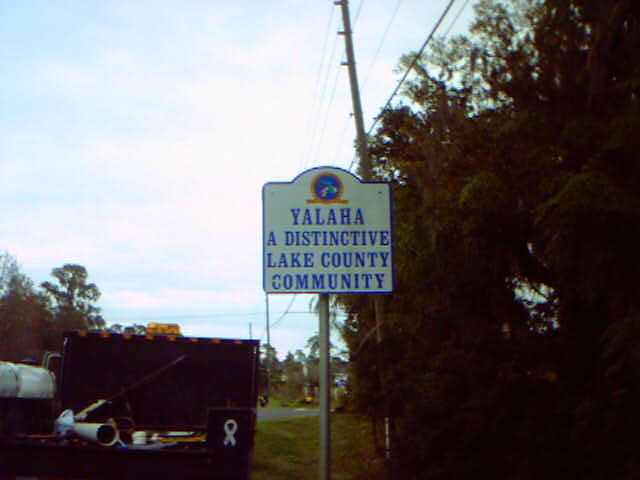 YALAHA
A DISTINCTIVE
LAKE COUNTY
COMMUNITY